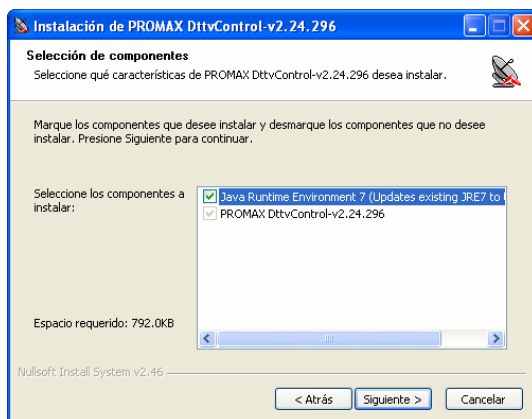 Instalación de PROMAX DttvControl-v2.24.296
Selección de componentes
Seleccione qué características de PROMAX DttvControl-v2.24.296 desea instalar.
Marque los componentes que desee instalar y desmarque los componentes que no desee
instalar. Presione Siguiente para continuar.
Seleccione los componentes a
instalar:
Java Runtime Environment 7 (Updates existing JRE7 to
PROMAX DttvControl-v2.24.296
Espacio requerido: 792.0KB
Nullsoft Install System v2.46
< Atrás
Siguiente >
Cancelar